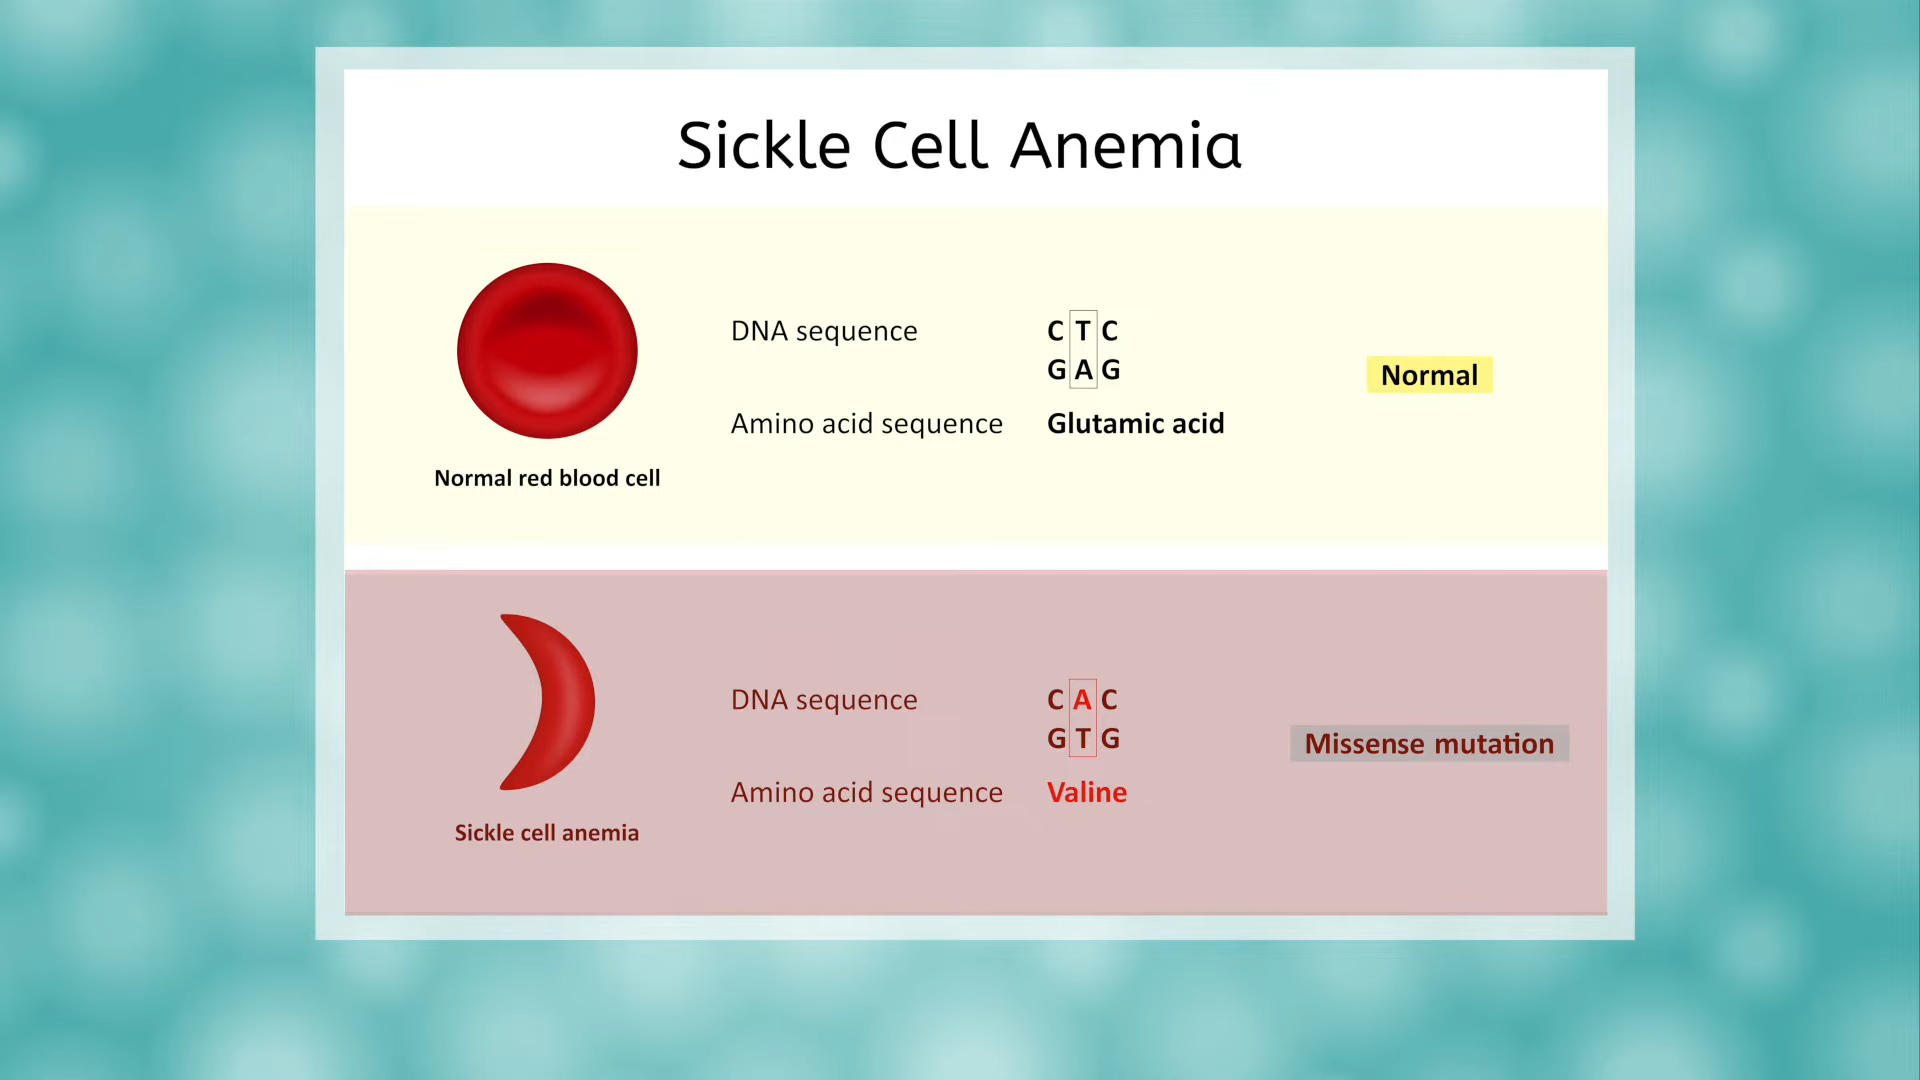 Sickle Cell Anemia
DNA sequence C T C
G A G
Normal
Amino acid sequence Glutamic acid
Normal red blood cell
DNA sequence C A C
G T G
Missense mutation
Amino acid sequence Valine
Sickle cell anemia